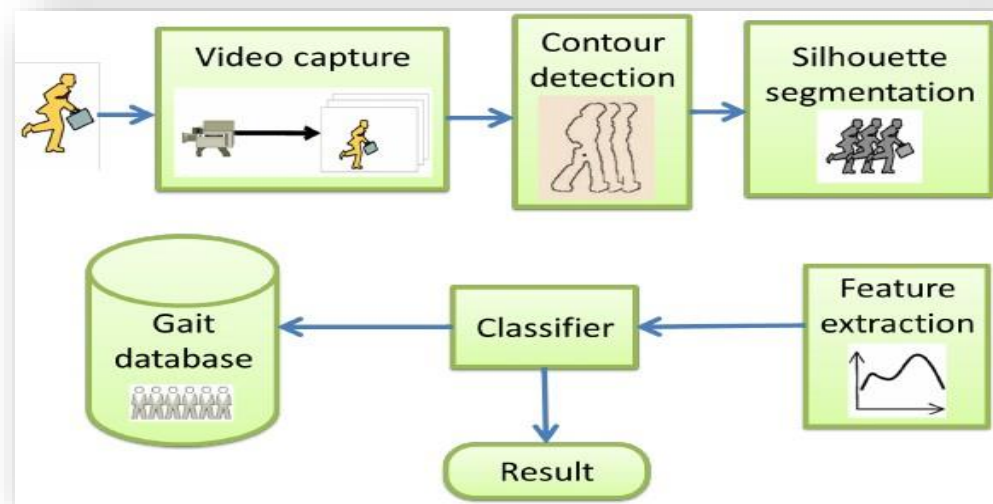 Video capture
Contour
detection
Silhouette
segmentation
Gait
database
Classifier
Feature
extraction
Result